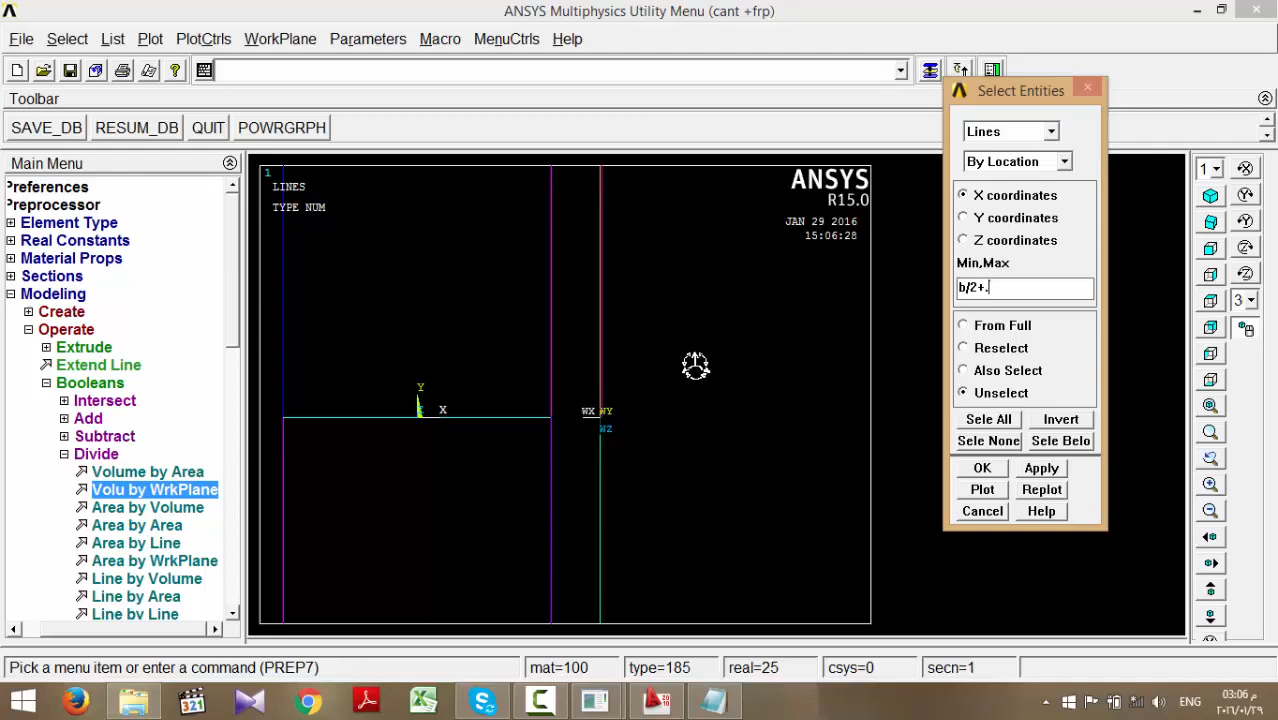 ANSYS Multiphysics Utility Menu (cant +frp)
File Select List Plot PlotCtrls WorkPlane Parameters Macro MenuCtrls Help
Toolbar
SAVE_DB RESUM_DB QUIT POWRGRPH
Main Menu
Preferences
Preprocessor
Element Type
Real Constants
Material Props
Sections
Modeling
Create
Operate
Extrude
Extend Line
Booleans
Intersect
Add
Subtract
Divide
Volume by Area
Volu by WrkPlane
Area by Volume
Area by Area
Area by Line
Area by WrkPlane
Line by Volume
Line by Area
Line by Line
1
LINES
TYPE NUM
ANSYS
R15.0
JAN 29 2016
15:06:28
Y
X
WX WY
WZ
Select Entities
Lines
By Location
X coordinates
Y coordinates
Z coordinates
Min,Max
b/2+.
From Full
Reselect
Also Select
Unselect
Sele All Invert
Sele None Sele Belo
OK Apply
Plot Replot
Cancel Help
1
3
Pick a menu item or enter a command (PREP7) mat=100 type=185 real=25 csys=0 secn=1
ENG
03:06 م
٢٠١٦/٠١/٢٩